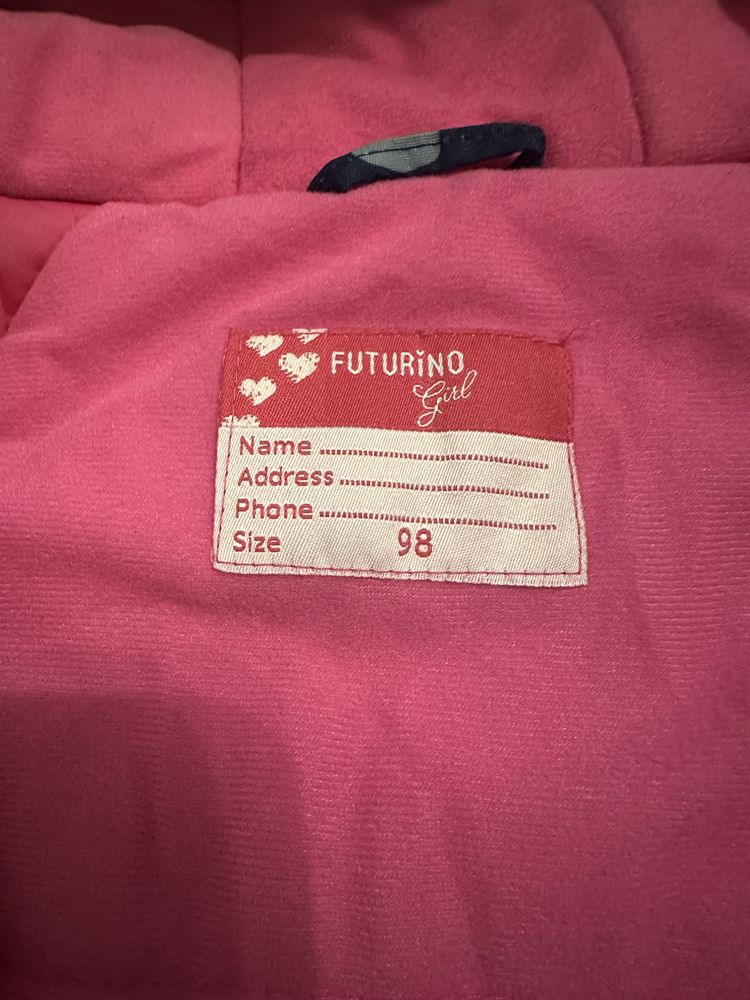 FUTURINO
Girl
Name ........................................
Address ....................................
Phone ........................................
Size 98